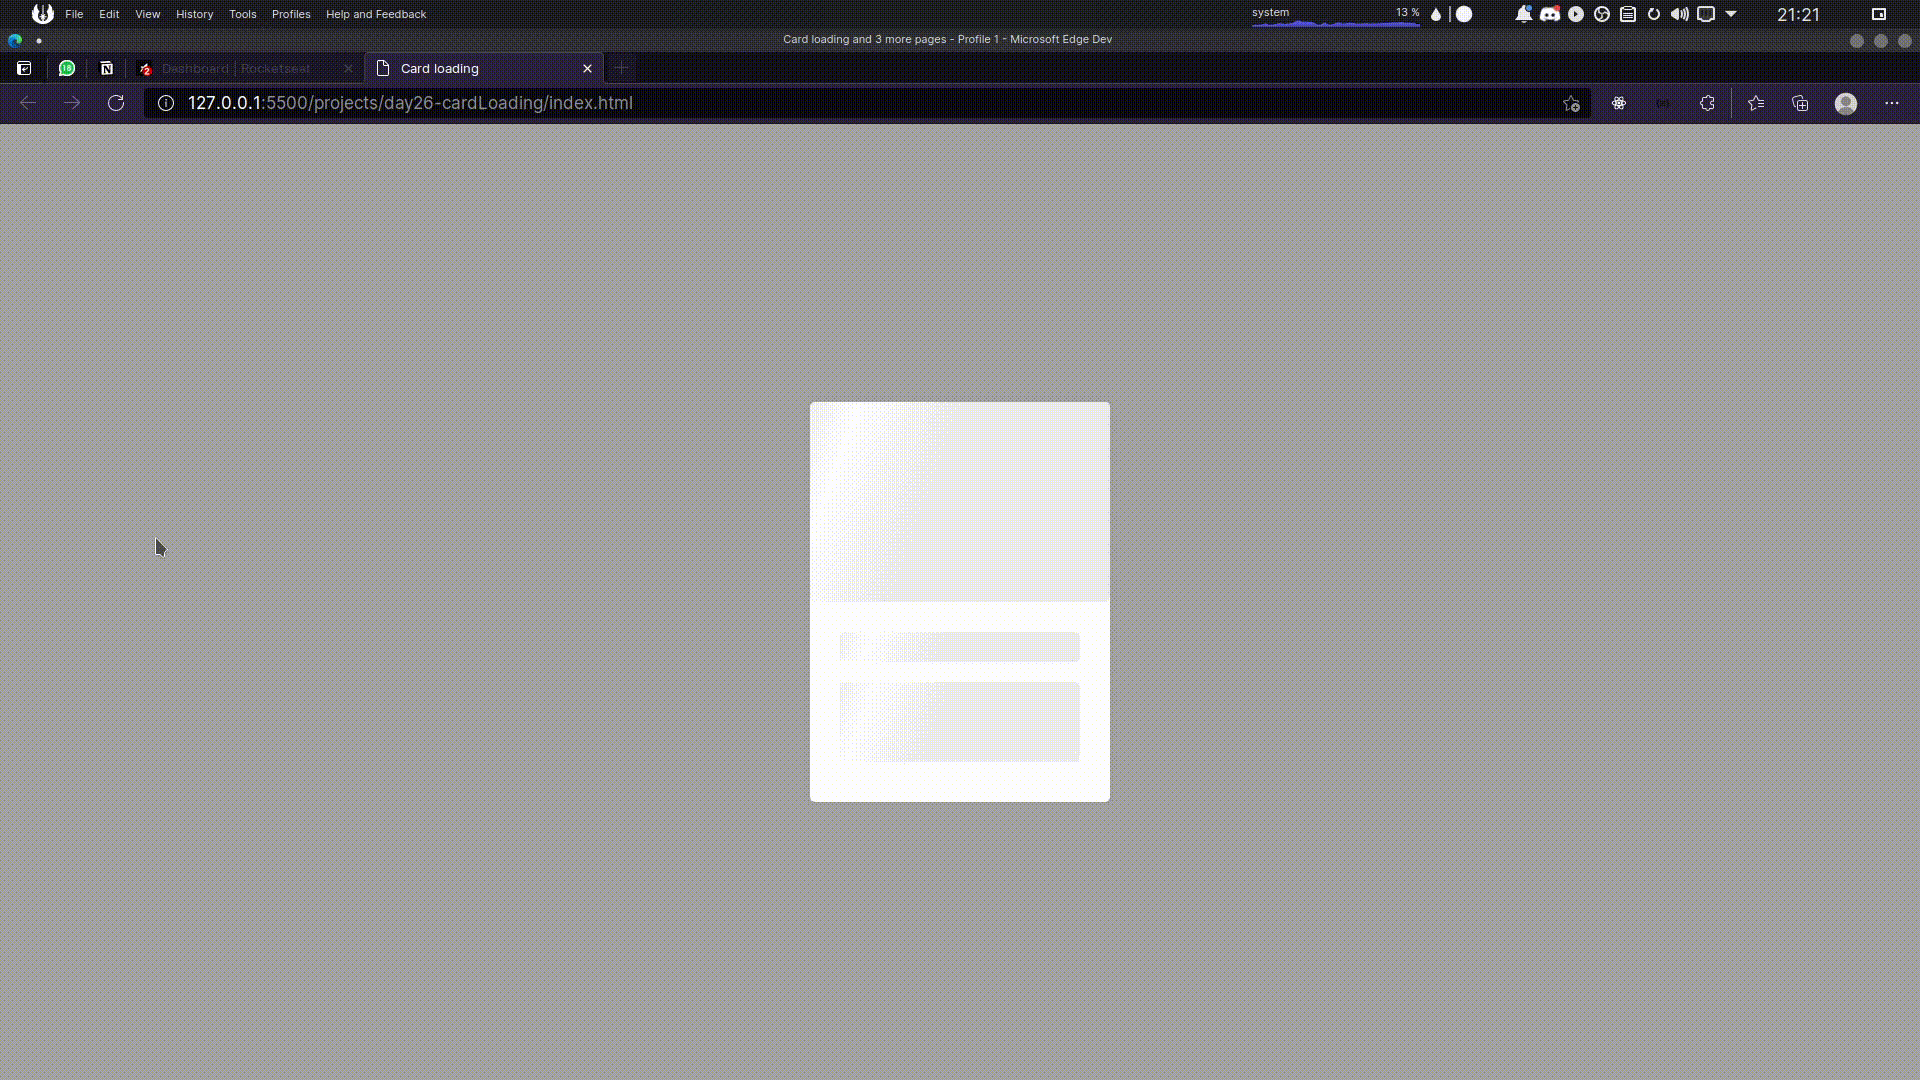 File Edit View History Tools Profiles Help and Feedback system 13 % 21:21
Card loading and 3 more pages - Profile 1 - Microsoft Edge Dev
18 2 Dashboard | Rocketseat Card loading
127.0.0.1:5500/projects/day26-cardLoading/index.html